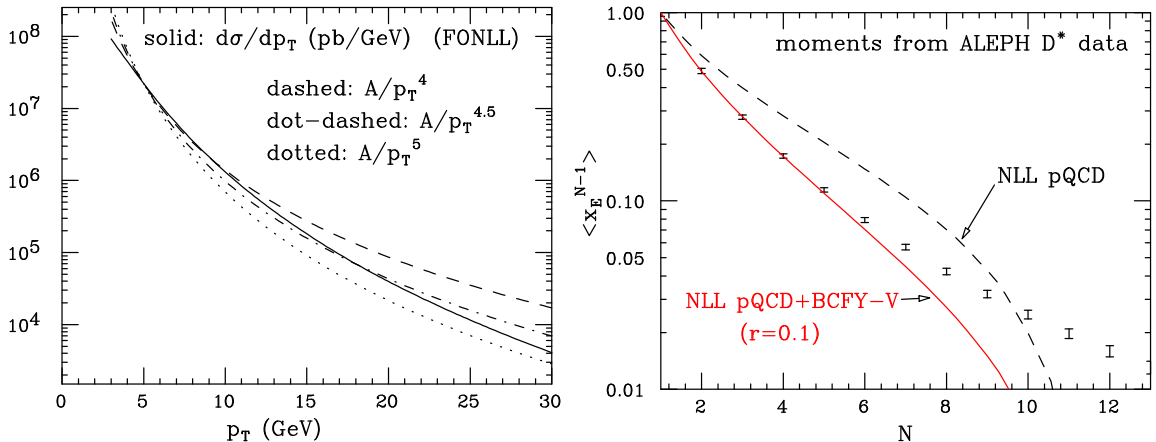 solid: dσ/dp_T (pb/GeV) (FONLL)
dashed: A/p_T^4
dot-dashed: A/p_T^4.5
dotted: A/p_T^5
10^8
10^7
10^6
10^5
10^4
0 5 10 15 20 25 30
p_T (GeV)
moments from ALEPH D* data
1.00
0.50
0.10
0.05
0.01
<x_E^N-1>
NLL pQCD
NLL pQCD+BCFY-V
(r=0.1)
2 4 6 8 10 12
N